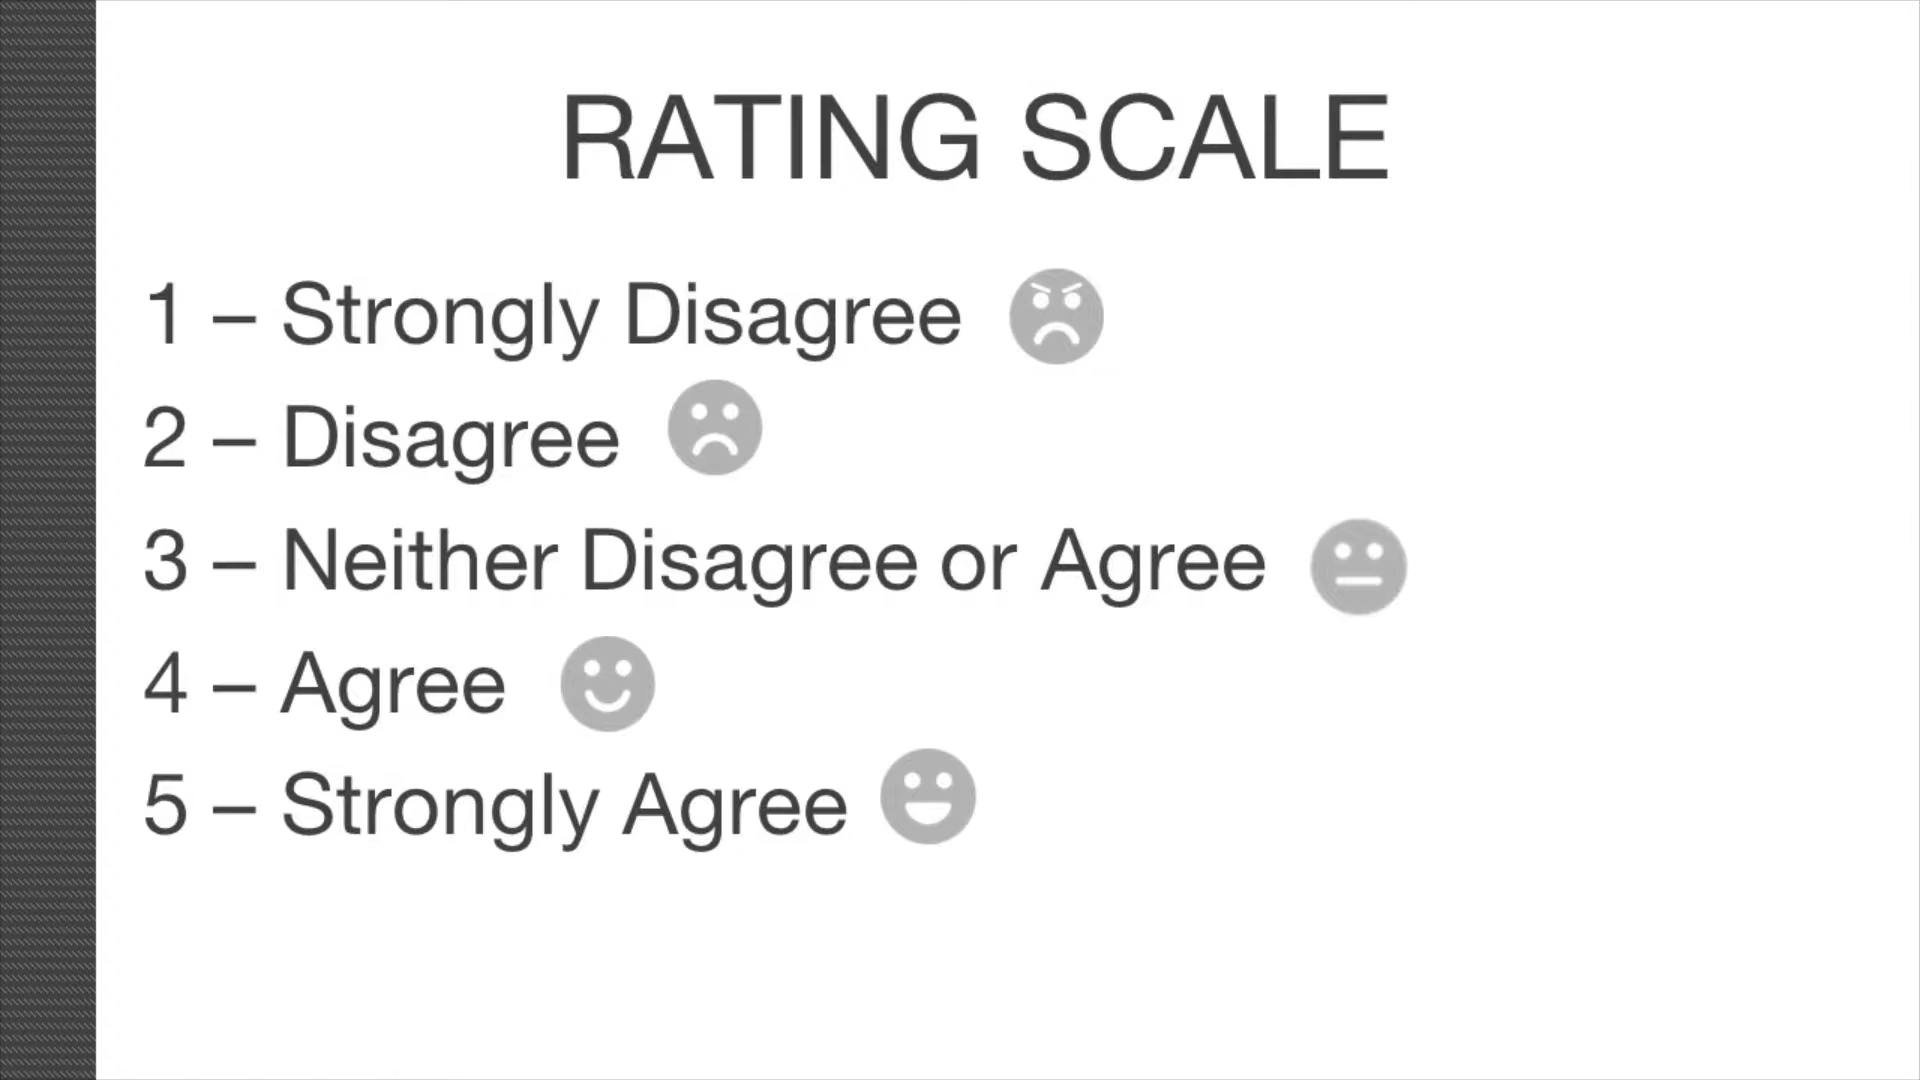 RATING SCALE
1 – Strongly Disagree
2 – Disagree
3 – Neither Disagree or Agree
4 – Agree
5 – Strongly Agree